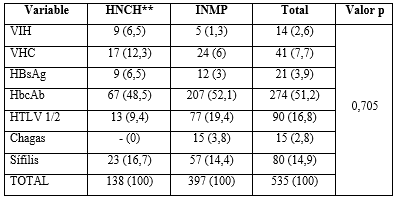 Variable HNCH** INMP Total Valor p
VIH 9 (6,5) 5 (1,3) 14 (2,6)
VHC 17 (12,3) 24 (6) 41 (7,7)
HBsAg 9 (6,5) 12 (3) 21 (3,9)
HbcAb 67 (48,5) 207 (52,1) 274 (51,2)
0,705
HTLV 1/2 13 (9,4) 77 (19,4) 90 (16,8)
Chagas - (0) 15 (3,8) 15 (2,8)
Sífilis 23 (16,7) 57 (14,4) 80 (14,9)
TOTAL 138 (100) 397 (100) 535 (100)